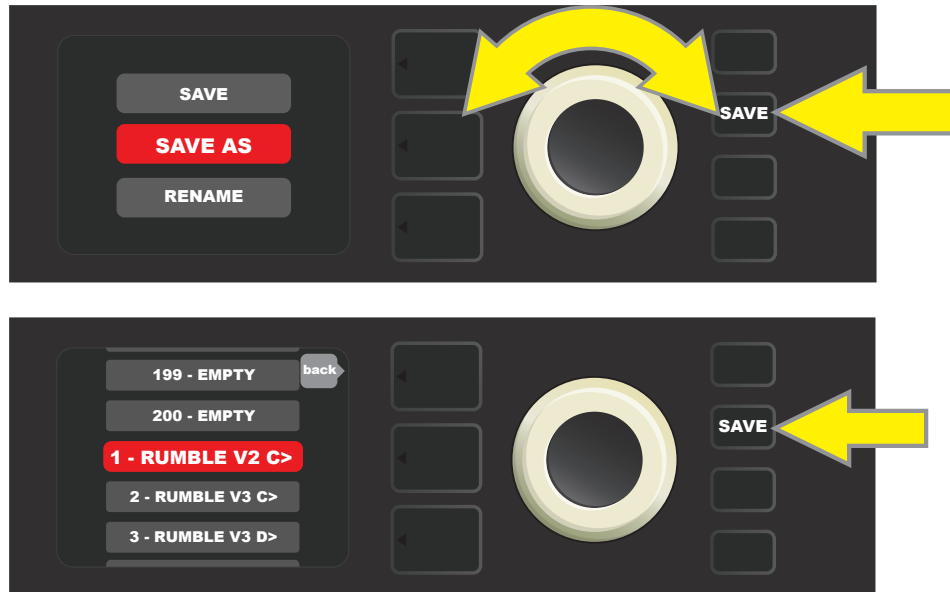 SAVE
SAVE AS
RENAME
SAVE
199 - EMPTY
back
200 - EMPTY
1 - RUMBLE V2 C>
2 - RUMBLE V3 C>
3 - RUMBLE V3 D>
SAVE